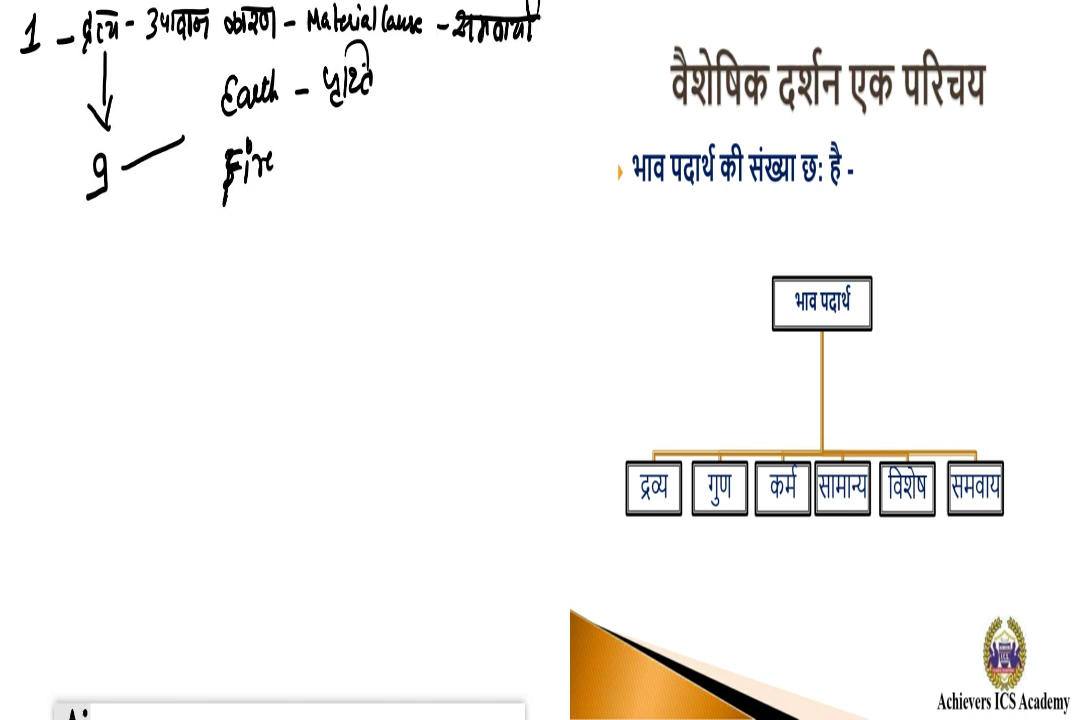 1 - द्रव्य - उपादान कारण - Material Cause - समवायी
Earth - पृथ्वि
9 — Fire
वैशेषिक दर्शन एक परिचय
भाव पदार्थ की संख्या छ: है -
भाव पदार्थ
द्रव्य गुण कर्म सामान्य विशेष समवाय
Achievers ICS Academy